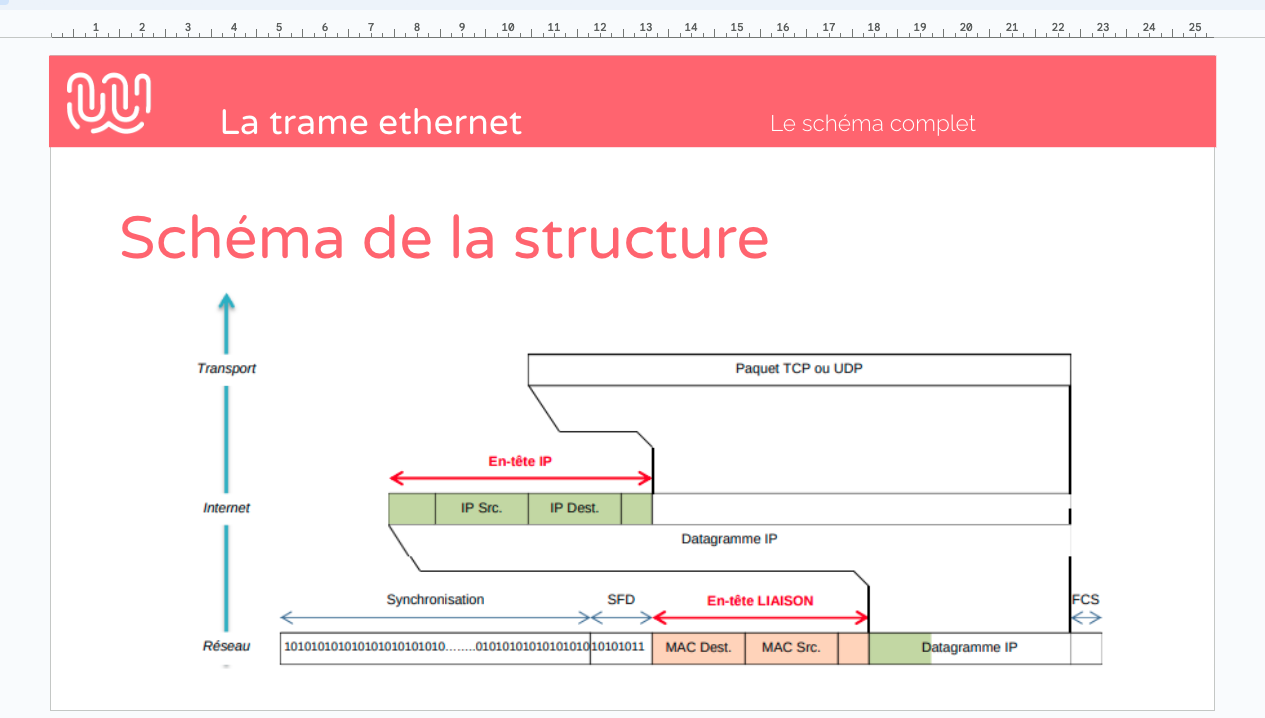 1 2 3 4 5 6 7 8 9 10 11 12 13 14 15 16 17 18 19 20 21 22 23 24 25
La trame ethernet
Le schéma complet
Schéma de la structure
Transport
Paquet TCP ou UDP
En-tête IP
Internet
IP Src.
IP Dest.
Datagramme IP
Synchronisation
SFD
En-tête LIAISON
FCS
Réseau
101010101010101010101010........01010101010101010
10101011
MAC Dest.
MAC Src.
Datagramme IP